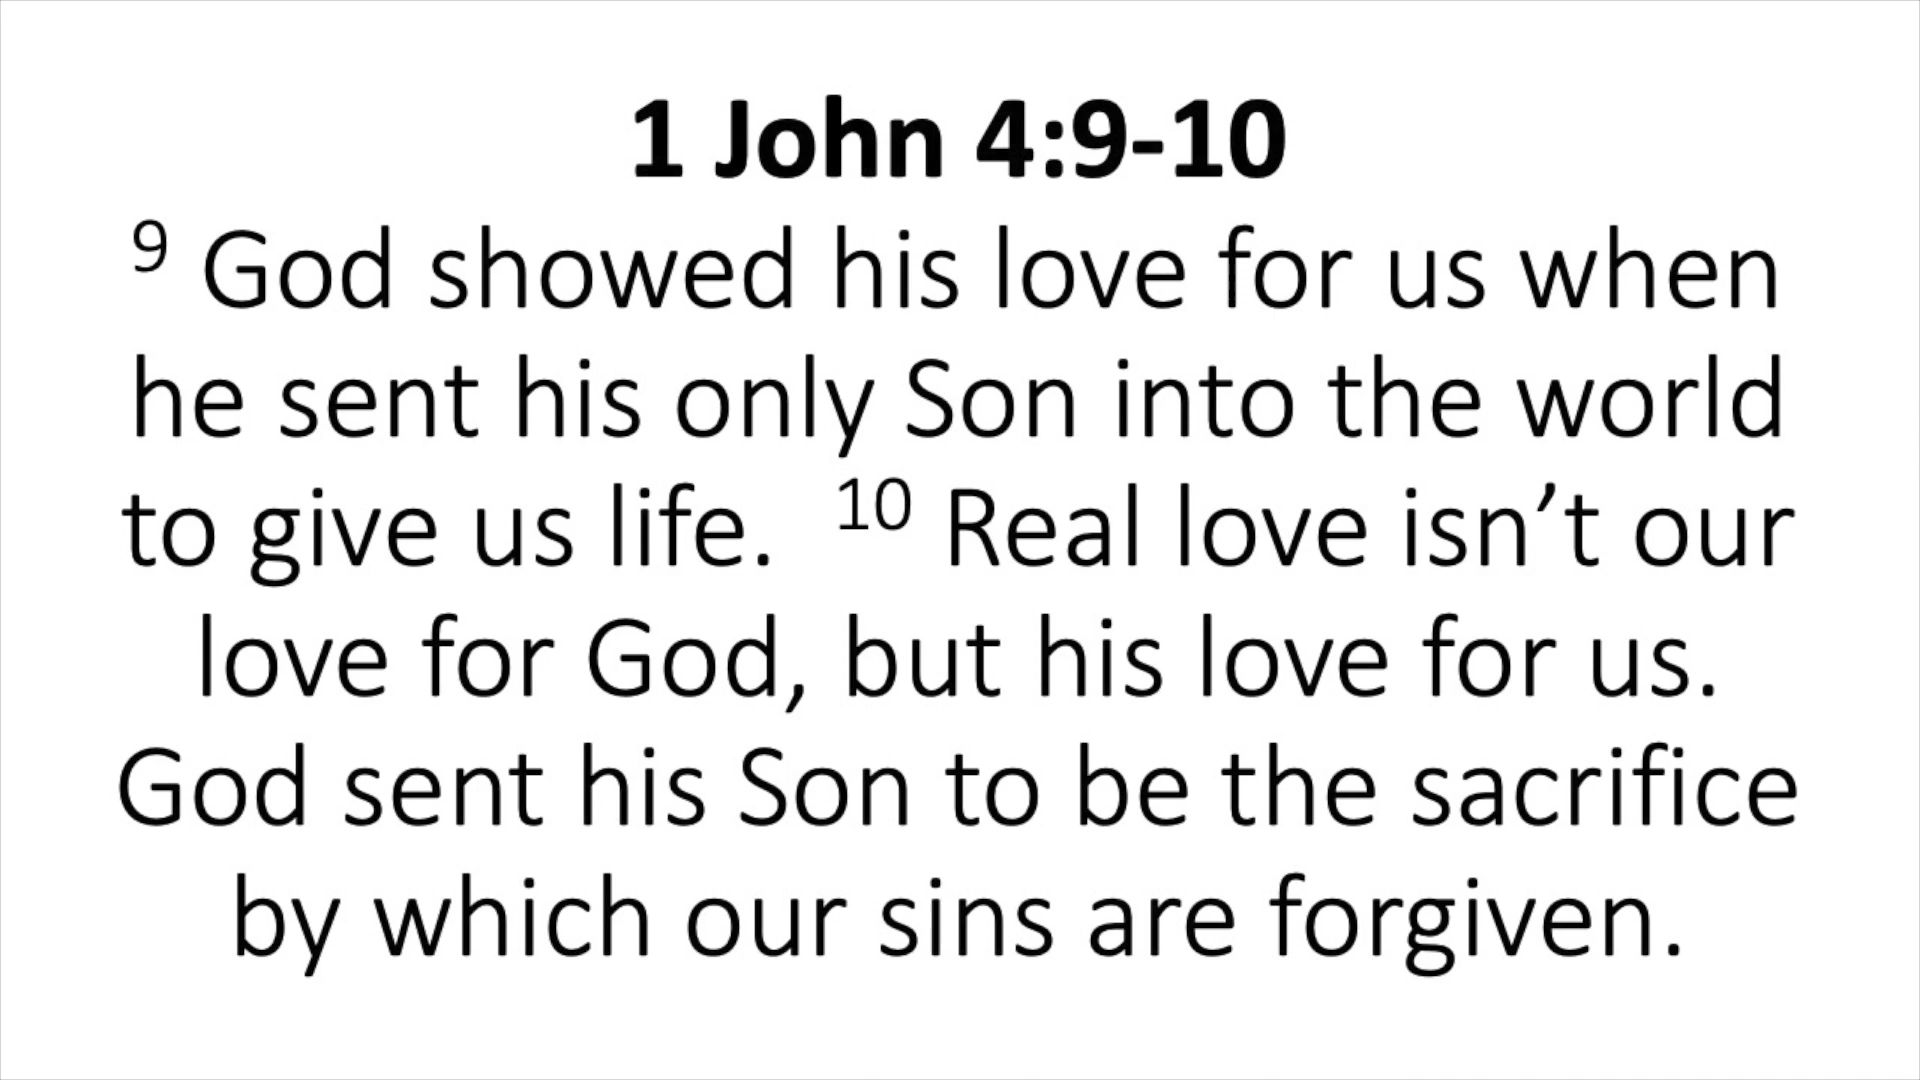 1 John 4:9-10
9 God showed his love for us when
he sent his only Son into the world
to give us life.  10 Real love isn’t our
love for God, but his love for us.
God sent his Son to be the sacrifice
by which our sins are forgiven.